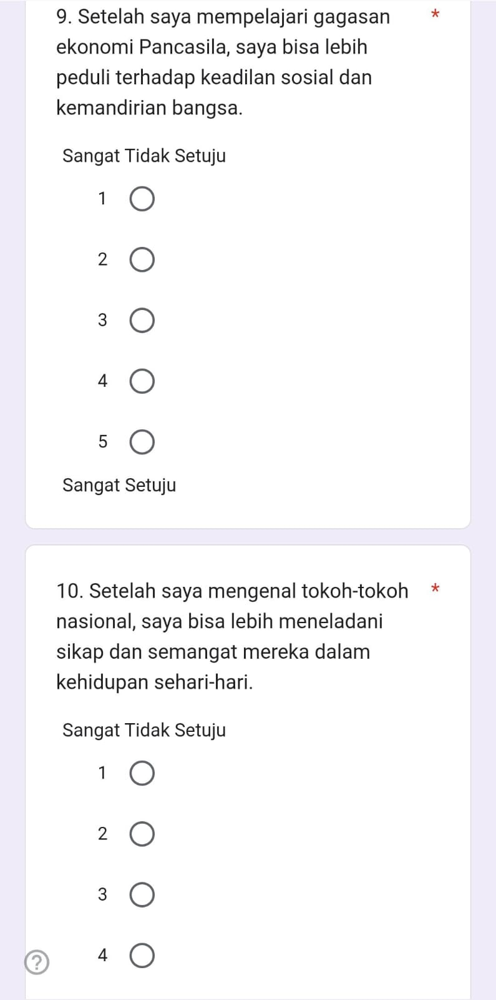 9. Setelah saya mempelajari gagasan *
ekonomi Pancasila, saya bisa lebih
peduli terhadap keadilan sosial dan
kemandirian bangsa.
Sangat Tidak Setuju
1
2
3
4
5
Sangat Setuju
10. Setelah saya mengenal tokoh-tokoh *
nasional, saya bisa lebih meneladani
sikap dan semangat mereka dalam
kehidupan sehari-hari.
Sangat Tidak Setuju
1
2
3
4
?